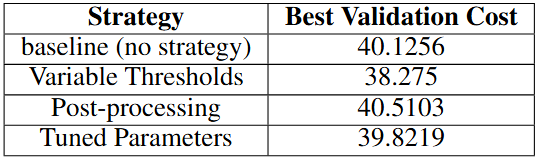 Strategy Best Validation Cost
baseline (no strategy) 40.1256
Variable Thresholds 38.275
Post-processing 40.5103
Tuned Parameters 39.8219